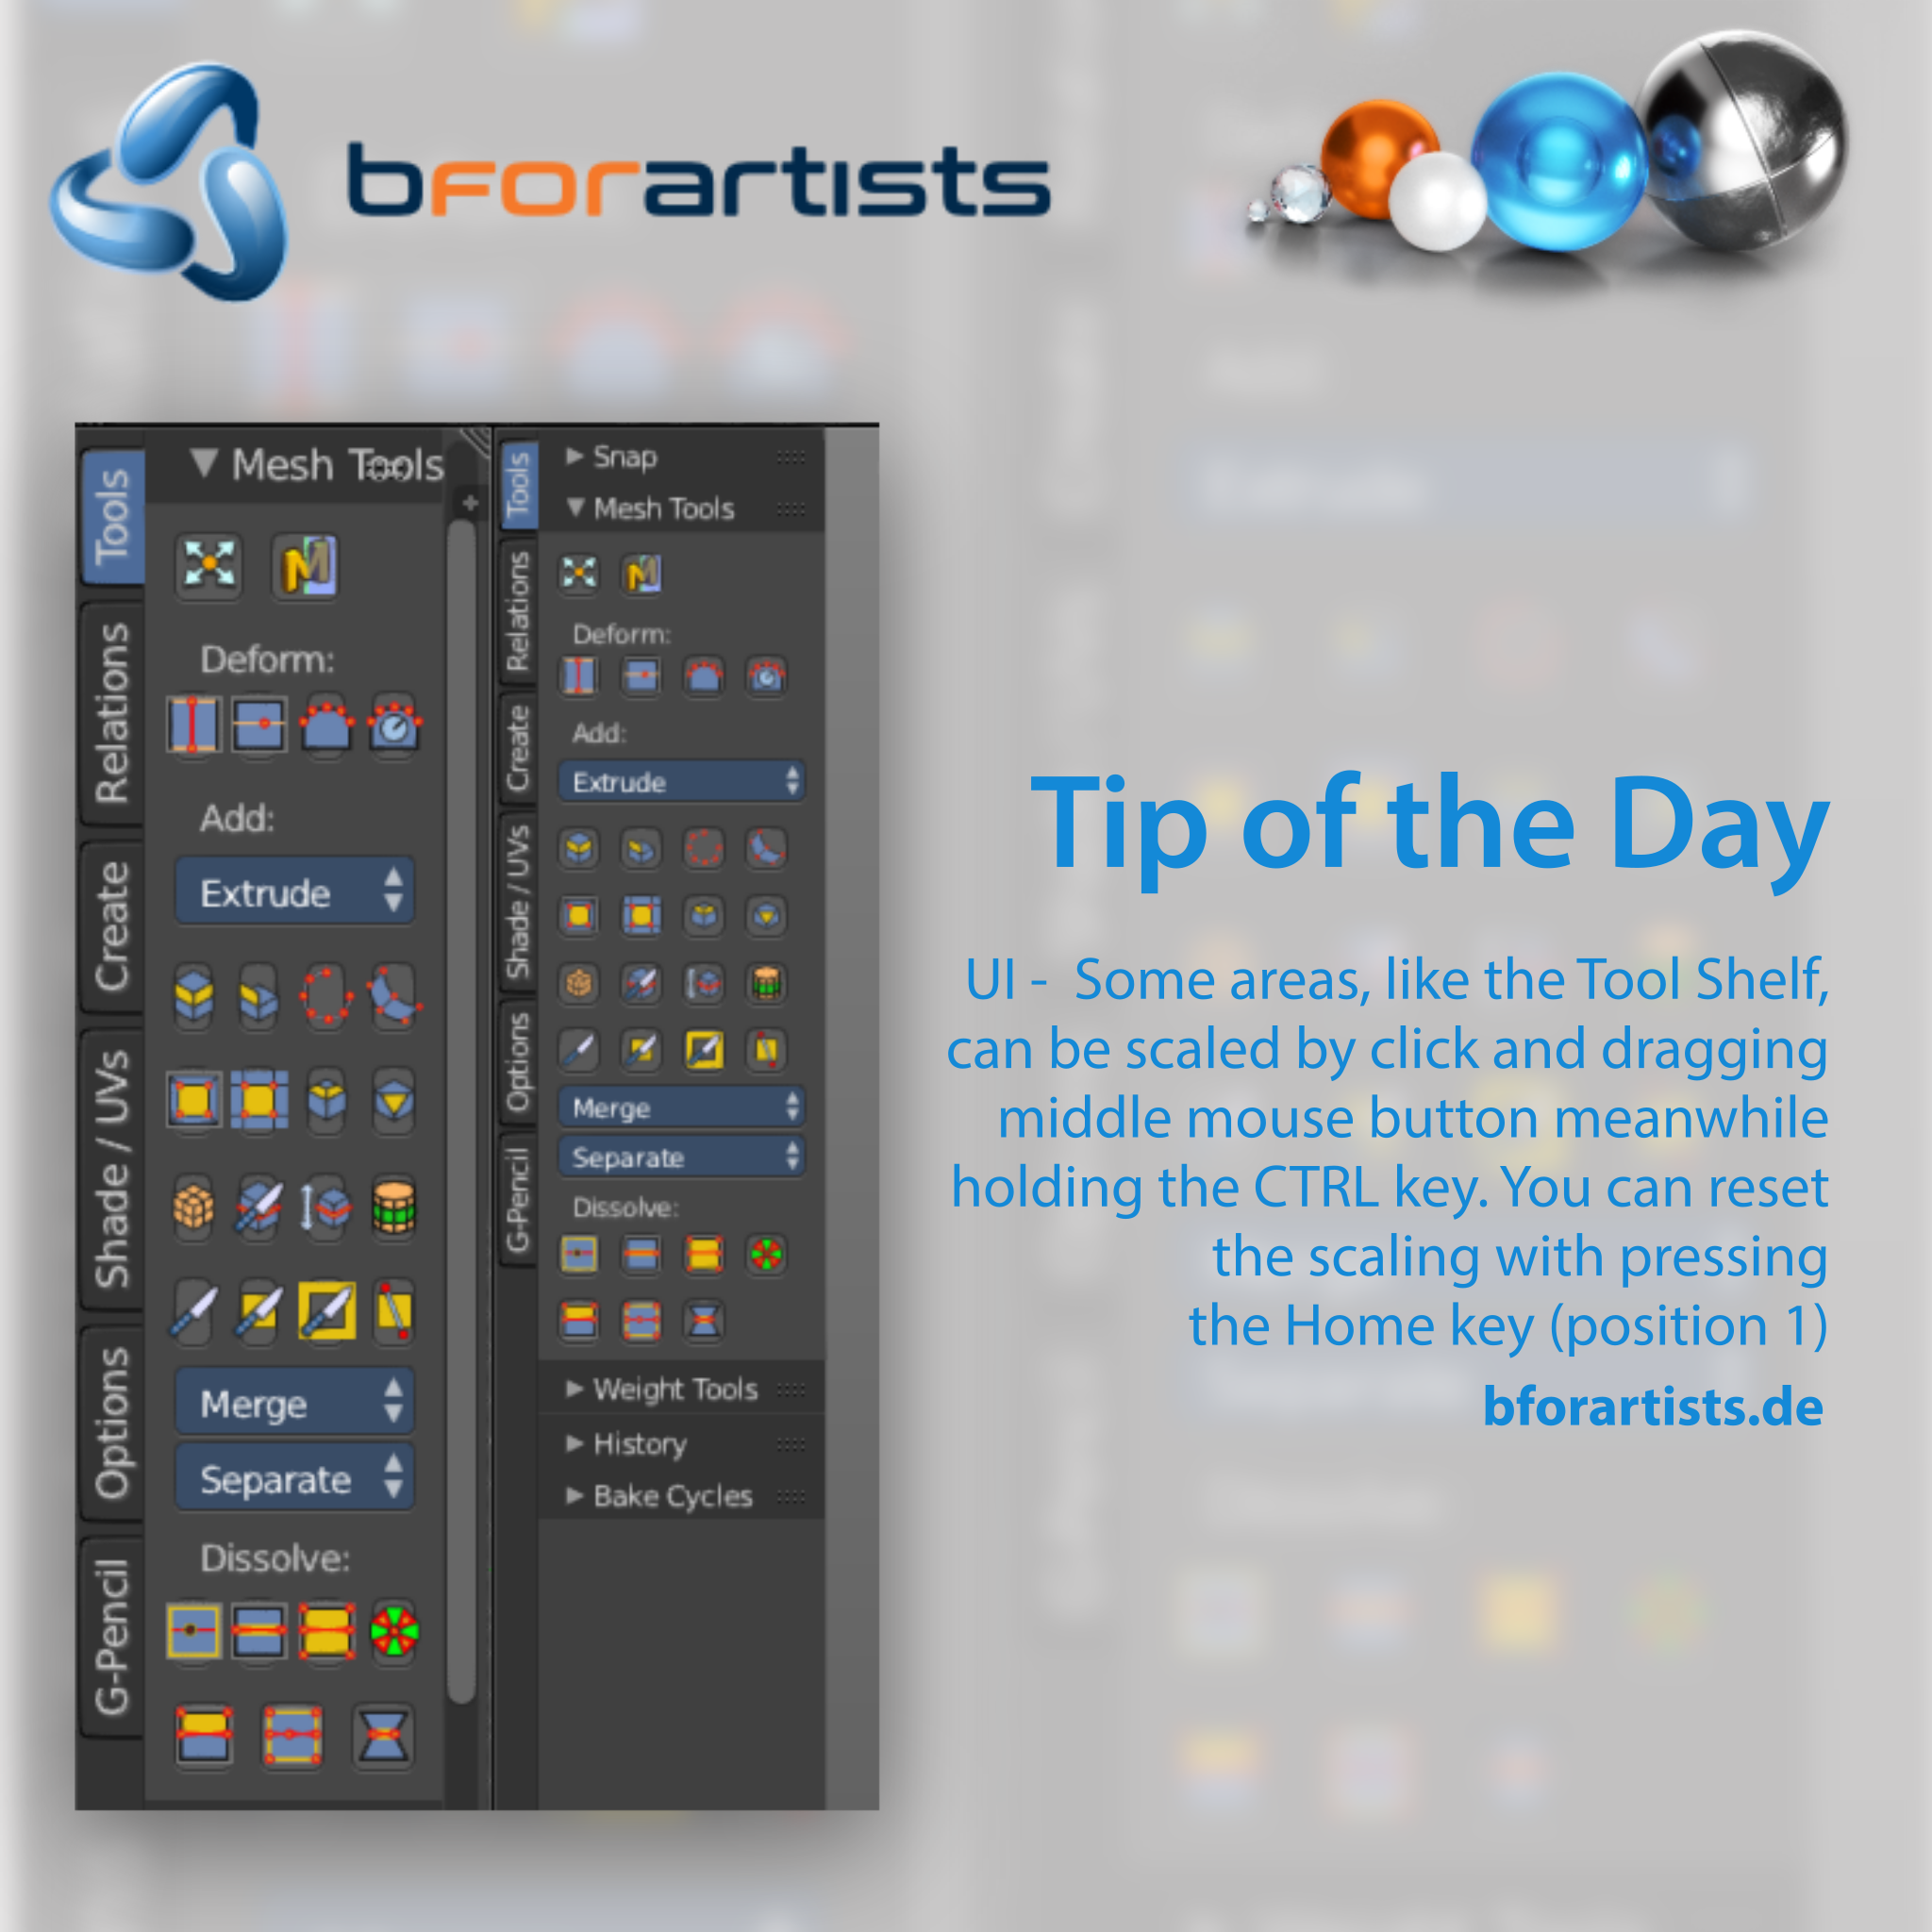 bforartists
Tools
Relations
Create
Shade / UVs
Options
G-Pencil
Mesh Tools
Deform:
Add:
Extrude
Merge
Separate
Dissolve:
Tools
Relations
Create
Shade / UVs
Options
G-Pencil
Snap
Mesh Tools
Deform:
Add:
Extrude
Merge
Separate
Dissolve:
Weight Tools
History
Bake Cycles
Tip of the Day
UI -  Some areas, like the Tool Shelf,
can be scaled by click and dragging
middle mouse button meanwhile
holding the CTRL key. You can reset
the scaling with pressing
the Home key (position 1)
bforartists.de